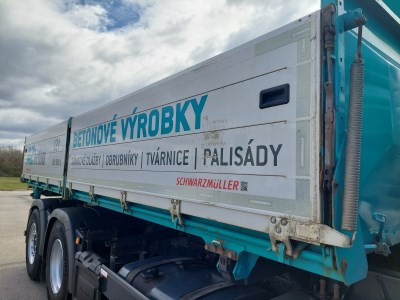 BETONOVÉ VÝROBKY
DLAŽBY | OBRUBNÍKY | TVÁRNICE | PALISÁDY
SCHWARZMÜLLER